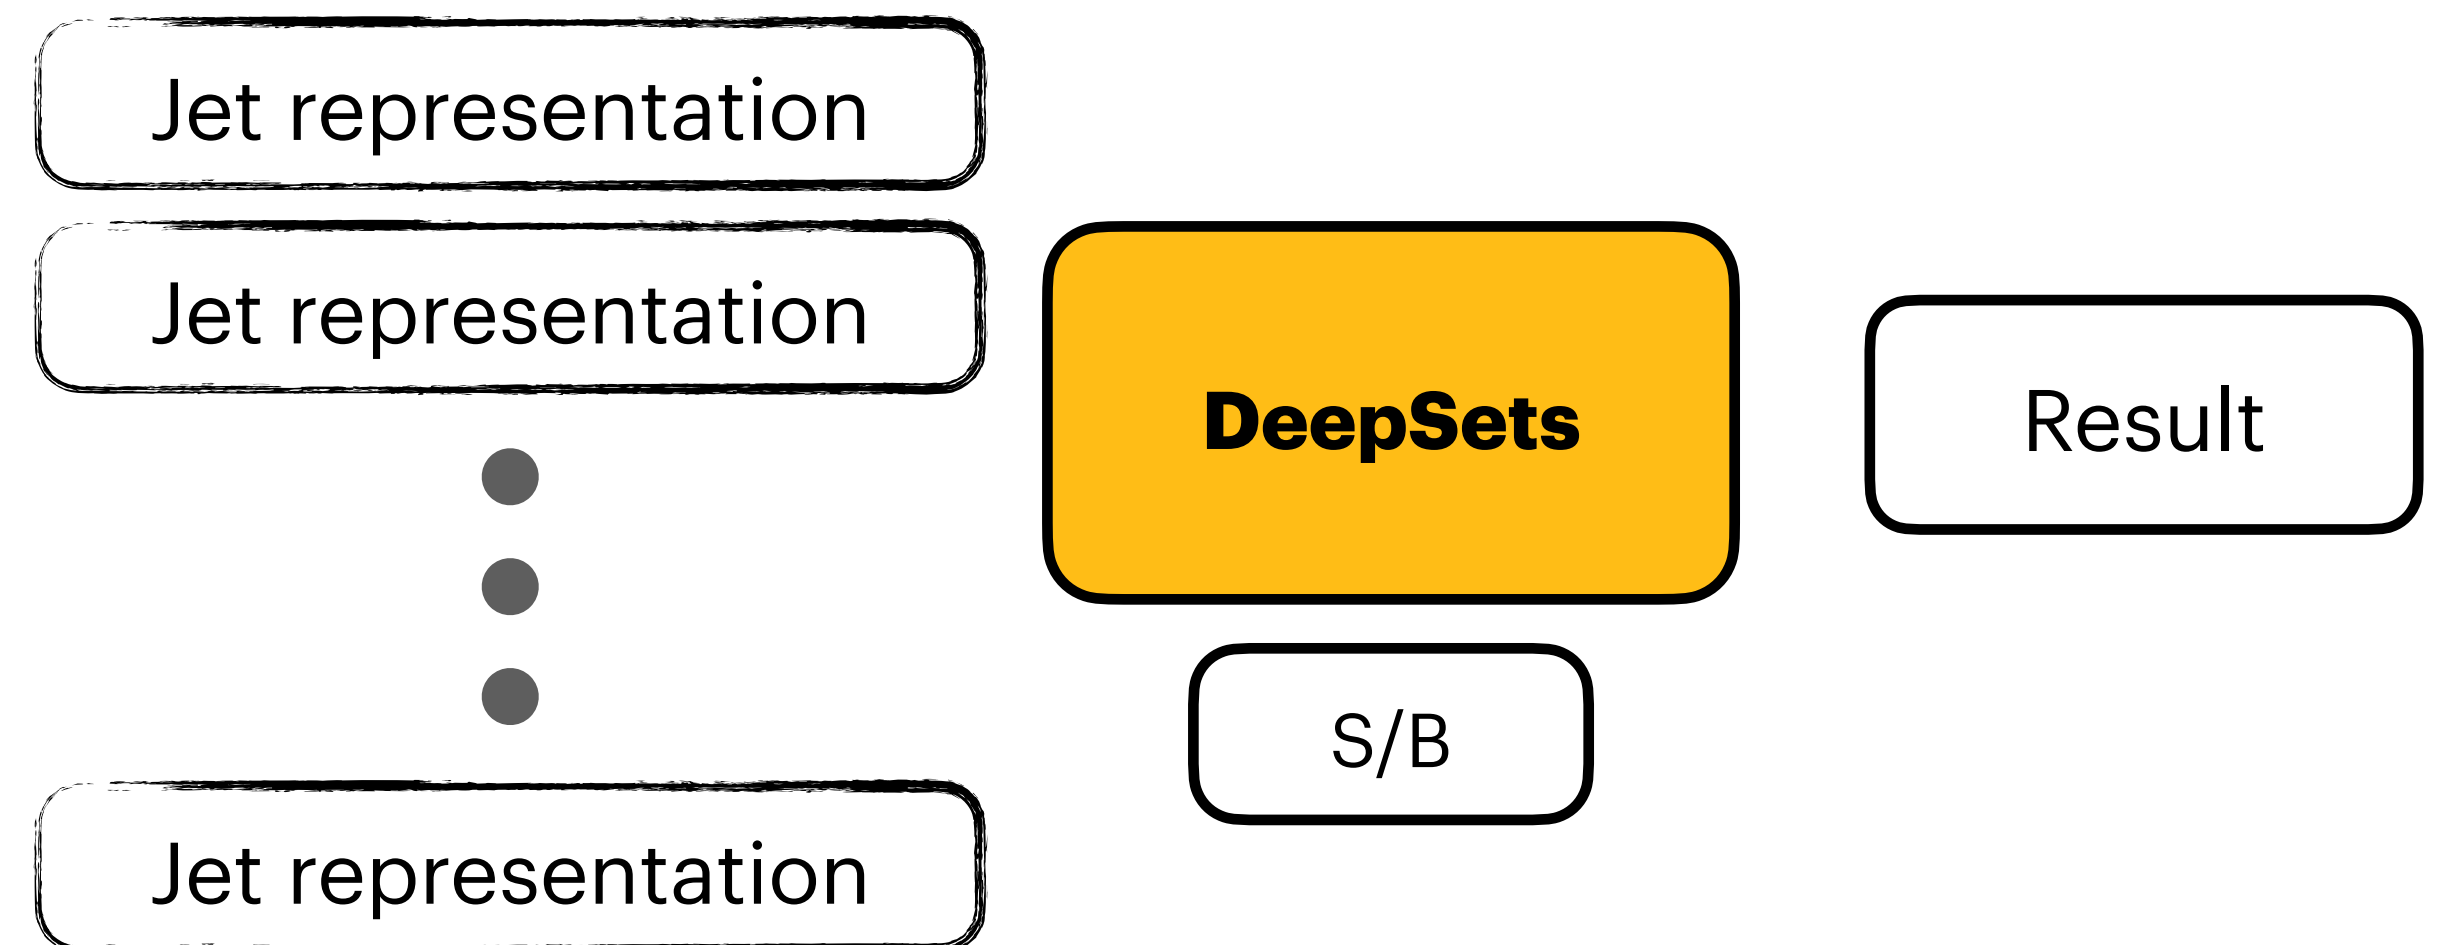 Jet representation
Jet representation
DeepSets
Result
S/B
Jet representation